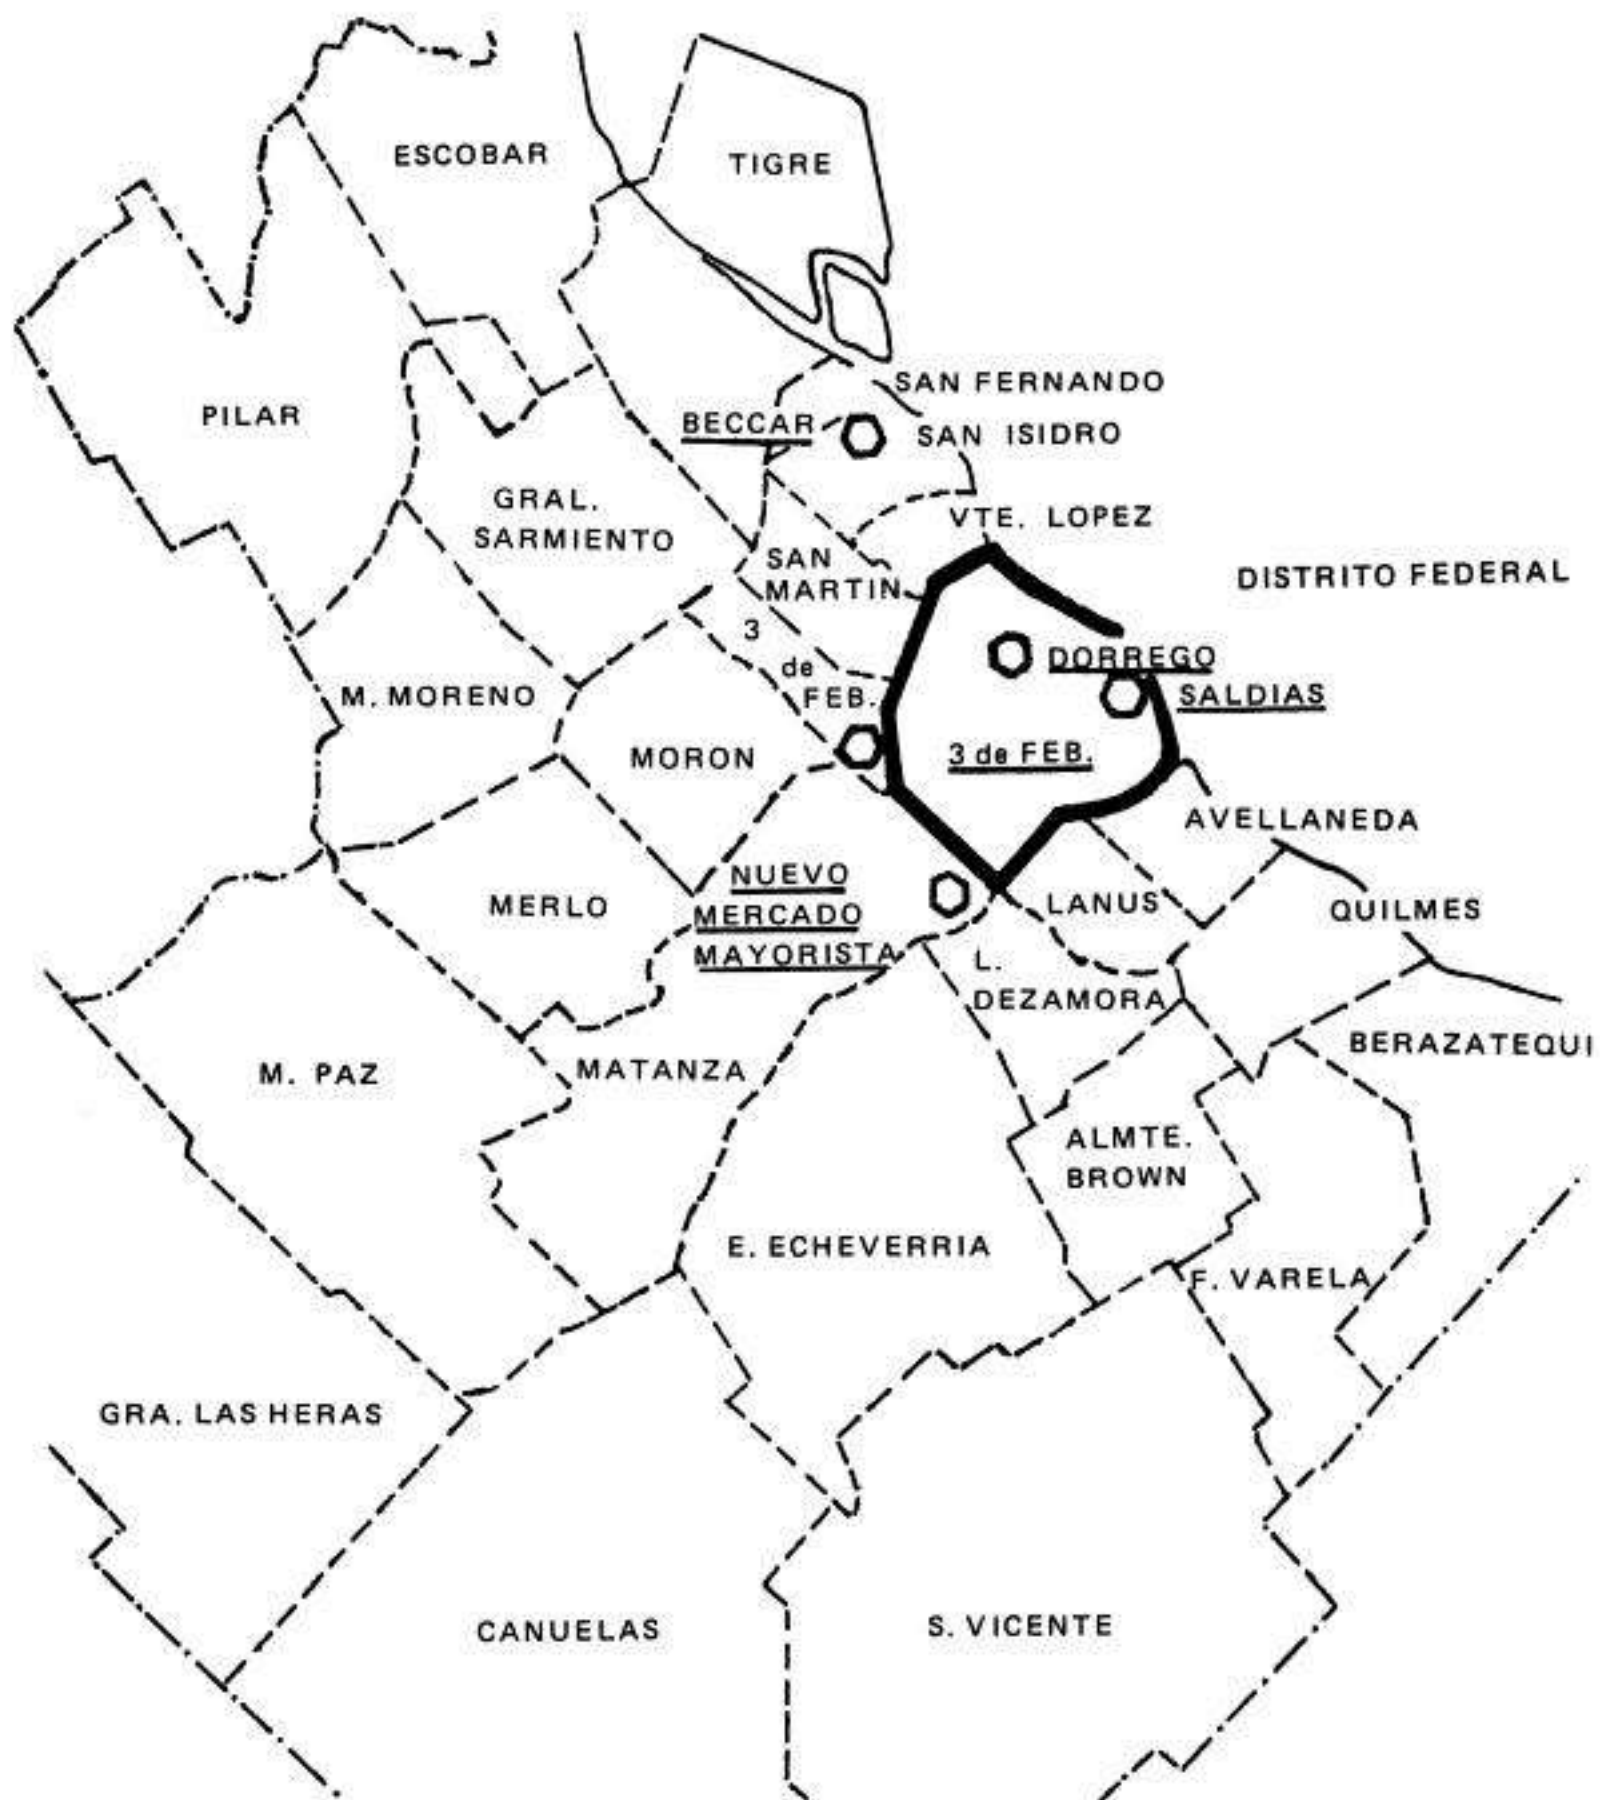 ESCOBAR
TIGRE
SAN FERNANDO
PILAR
BECCAR
SAN ISIDRO
GRAL.
SARMIENTO
VTE. LOPEZ
SAN
MARTIN
DISTRITO FEDERAL
3
de
FEB.
DORREGO
M. MORENO
SALDIAS
MORON
3 de FEB.
AVELLANEDA
NUEVO
MERCADO
MAYORISTA
MERLO
LANUS
QUILMES
L.
DEZAMORA
BERAZATEQUI
M. PAZ
MATANZA
ALMTE.
BROWN
E. ECHEVERRIA
F. VARELA
GRA. LAS HERAS
CANUELAS
S. VICENTE